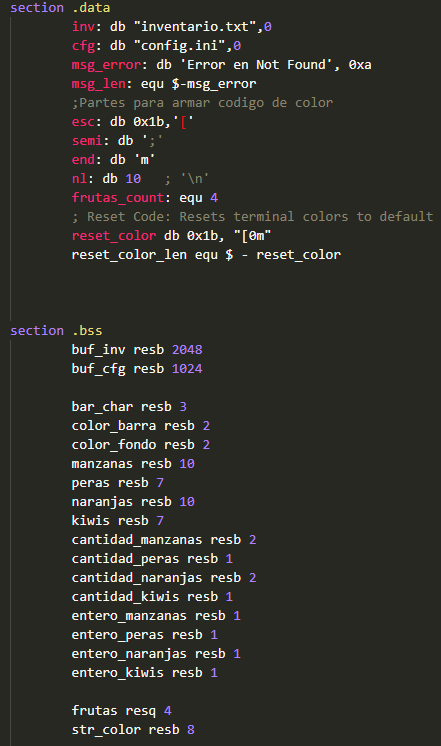 section .data
inv: db "inventario.txt",0
cfg: db "config.ini",0
msg_error: db 'Error en Not Found', 0xa
msg_len: equ $-msg_error
;Partes para armar codigo de color
esc: db 0x1b,'['
semi: db ';'
end: db 'm'
nl: db 10   ; '\n'
frutas_count: equ 4
; Reset Code: Resets terminal colors to default
reset_color db 0x1b, "[0m"
reset_color_len equ $ - reset_color
section .bss
buf_inv resb 2048
buf_cfg resb 1024
bar_char resb 3
color_barra resb 2
color_fondo resb 2
manzanas resb 10
peras resb 7
naranjas resb 10
kiwis resb 7
cantidad_manzanas resb 2
cantidad_peras resb 1
cantidad_naranjas resb 2
cantidad_kiwis resb 1
entero_manzanas resb 1
entero_peras resb 1
entero_naranjas resb 1
entero_kiwis resb 1
frutas resq 4
str_color resb 8